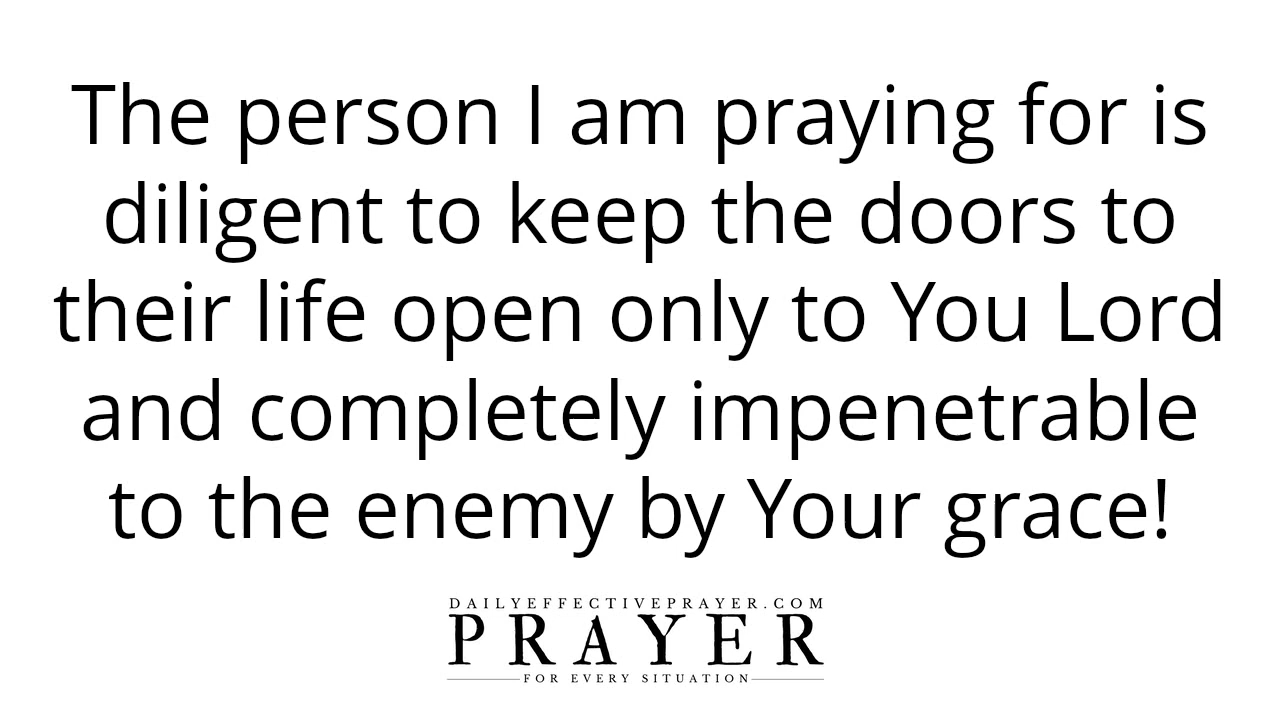 The person I am praying for is
diligent to keep the doors to
their life open only to You Lord
and completely impenetrable
to the enemy by Your grace!
DAILYEFFECTIVEPRAYER.COM
PRAYER
FOR EVERY SITUATION